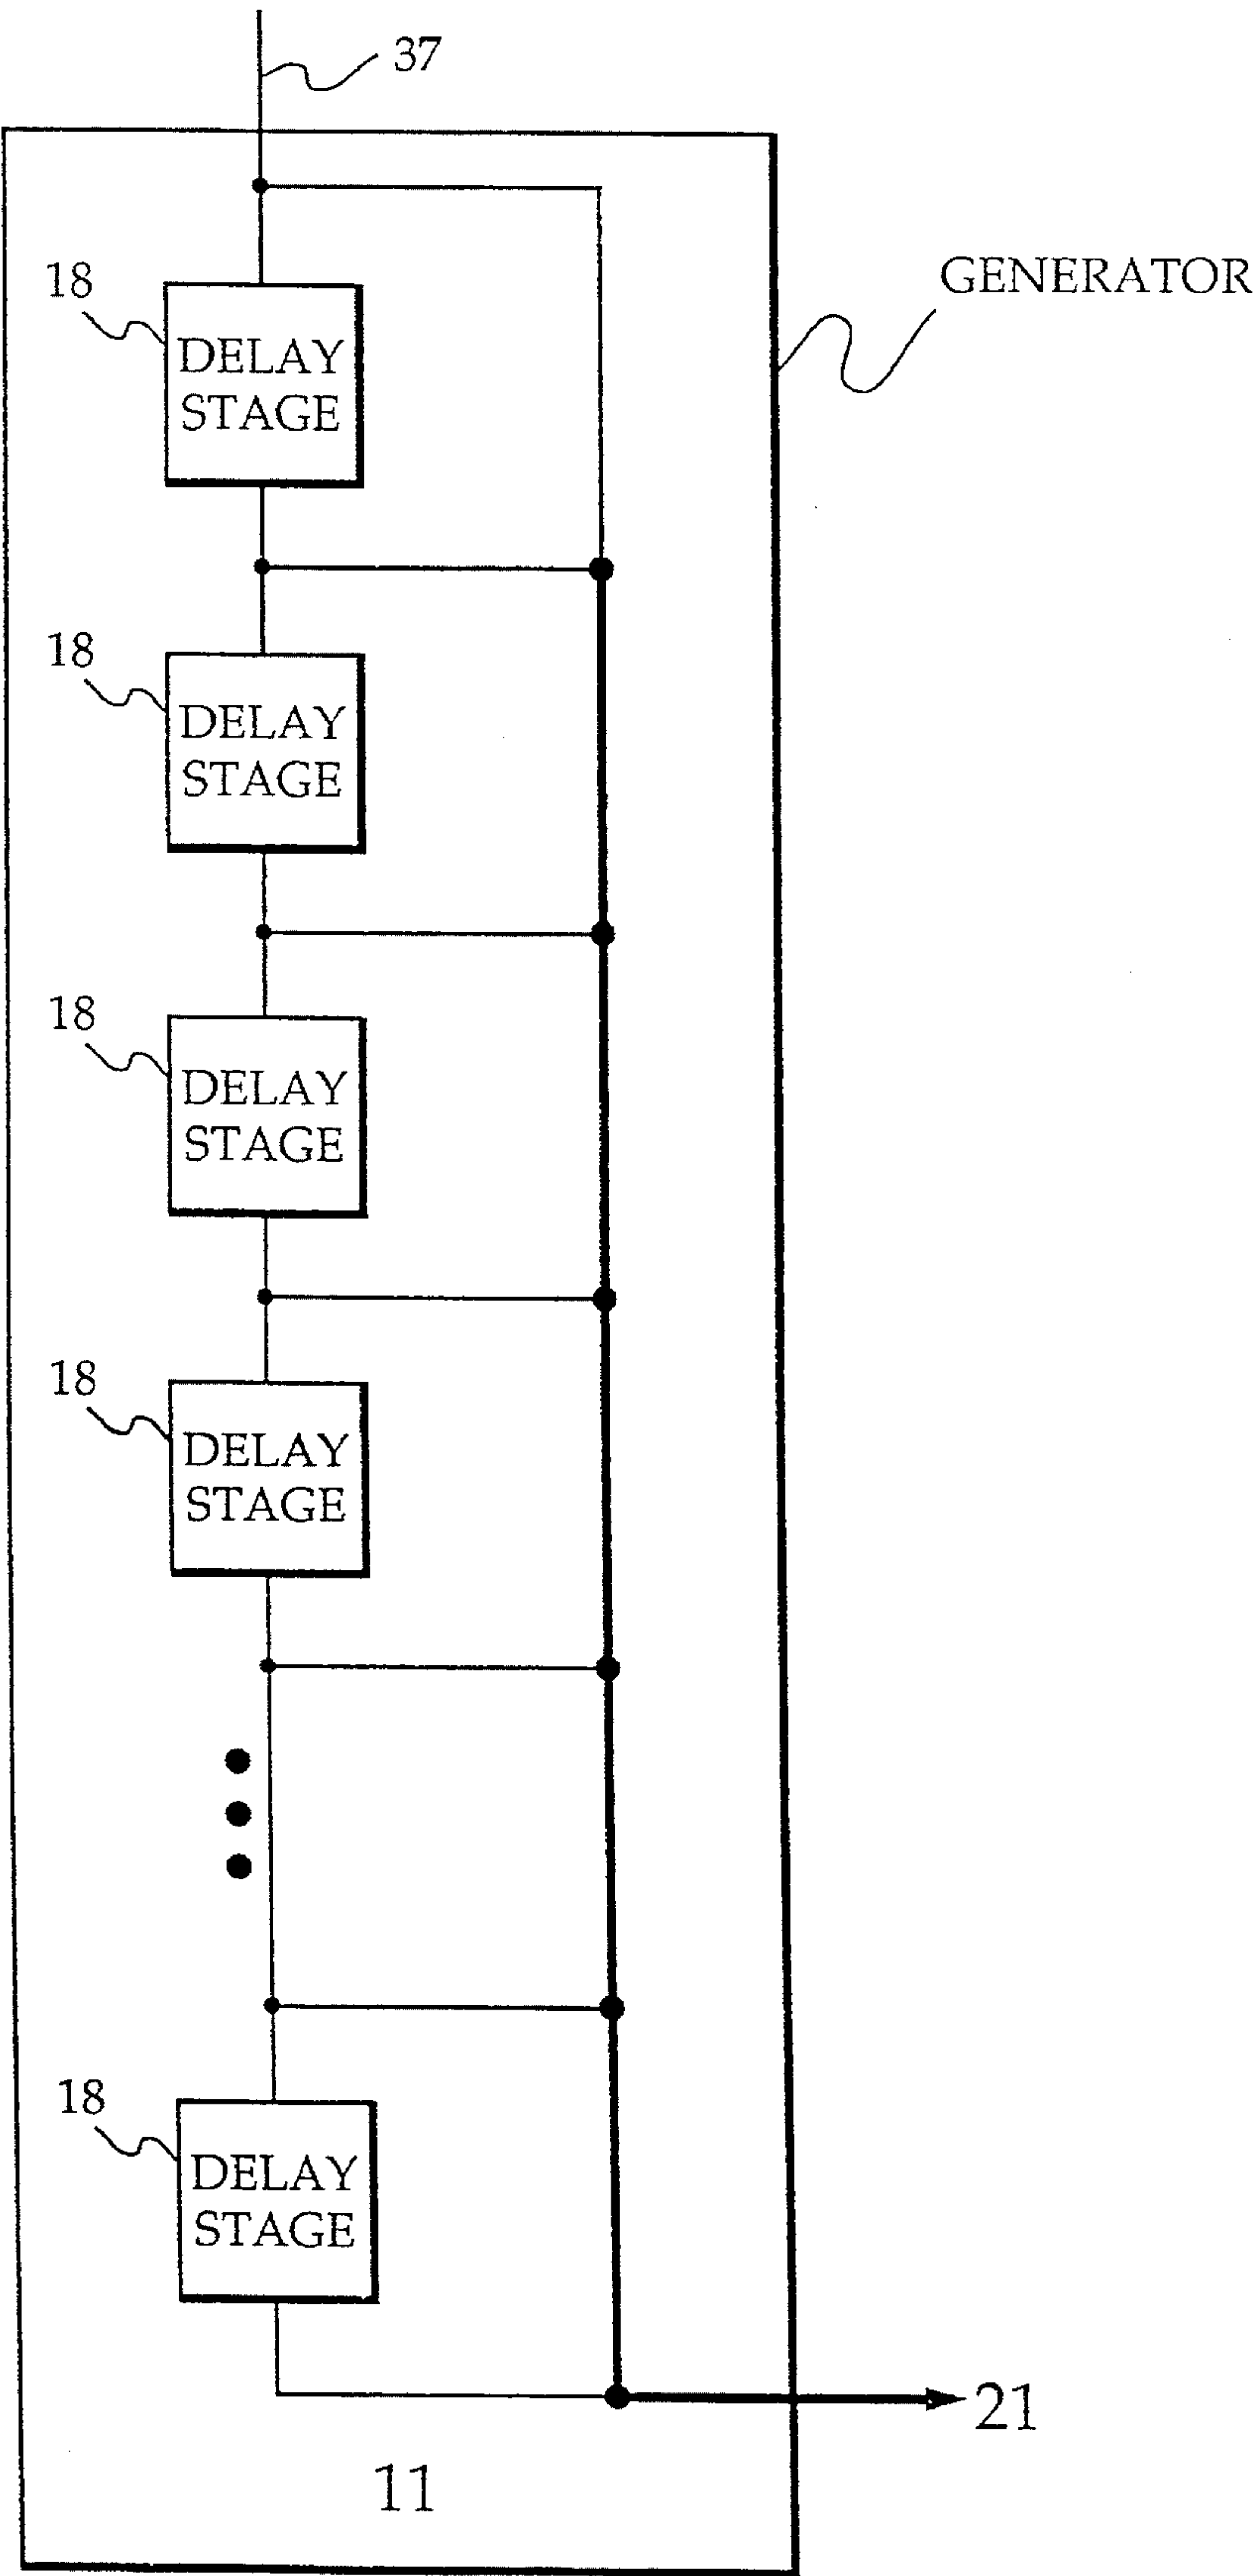 37
GENERATOR
18
DELAY
STAGE
18
DELAY
STAGE
18
DELAY
STAGE
18
DELAY
STAGE
18
DELAY
STAGE
21
11